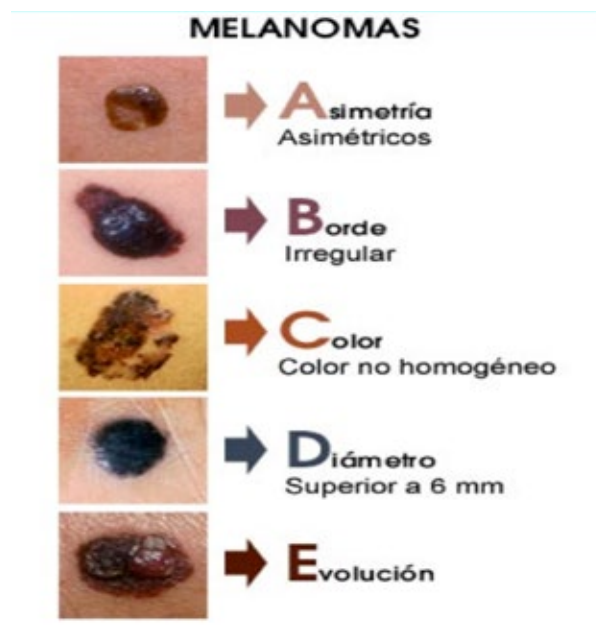 MELANOMAS
Asimetría
Asimétricos
Borde
Irregular
Color
Color no homogéneo
Diámetro
Superior a 6 mm
Evolución